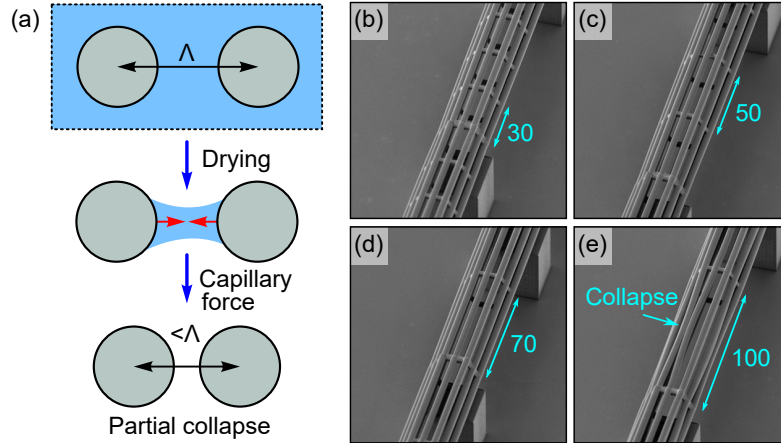 (a)
Λ
Drying
Capillary
force
<Λ
Partial collapse
(b)
30
(c)
50
(d)
70
(e)
Collapse
100